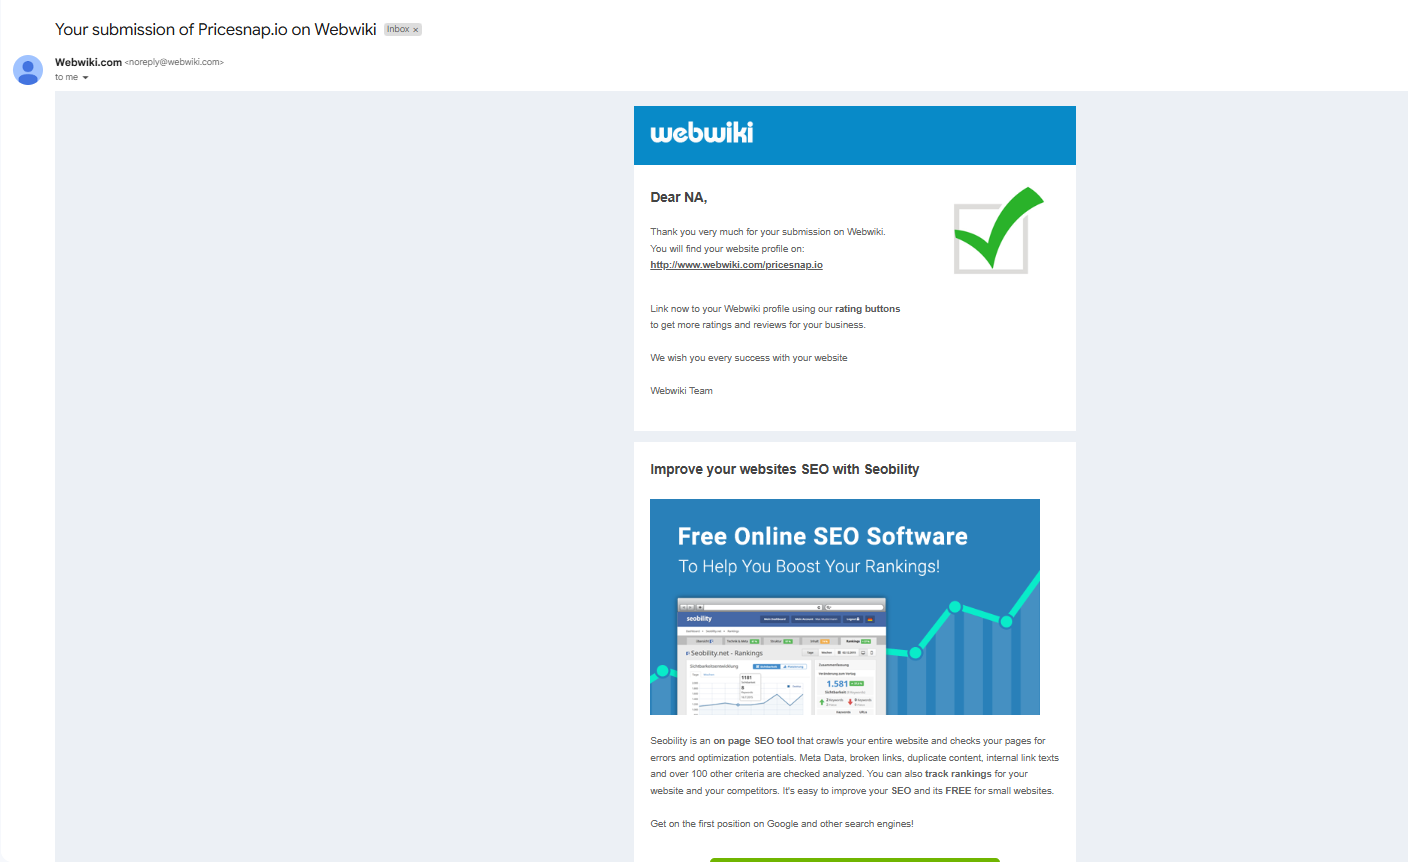 Your submission of Pricesnap.io on Webwiki Inbox ×
Webwiki.com <noreply@webwiki.com>
to me
webwiki
Dear NA,
Thank you very much for your submission on Webwiki.
You will find your website profile on:
http://www.webwiki.com/pricesnap.io
Link now to your Webwiki profile using our rating buttons
to get more ratings and reviews for your business.
We wish you every success with your website
Webwiki Team
Improve your websites SEO with Seobility
Free Online SEO Software
To Help You Boost Your Rankings!
seobility
Seobility.net - Rankings
1.581
Seobility is an on page SEO tool that crawls your entire website and checks your pages for
errors and optimization potentials. Meta Data, broken links, duplicate content, internal link texts
and over 100 other criteria are checked analyzed. You can also track rankings for your
website and your competitors. It's easy to improve your SEO and its FREE for small websites.
Get on the first position on Google and other search engines!